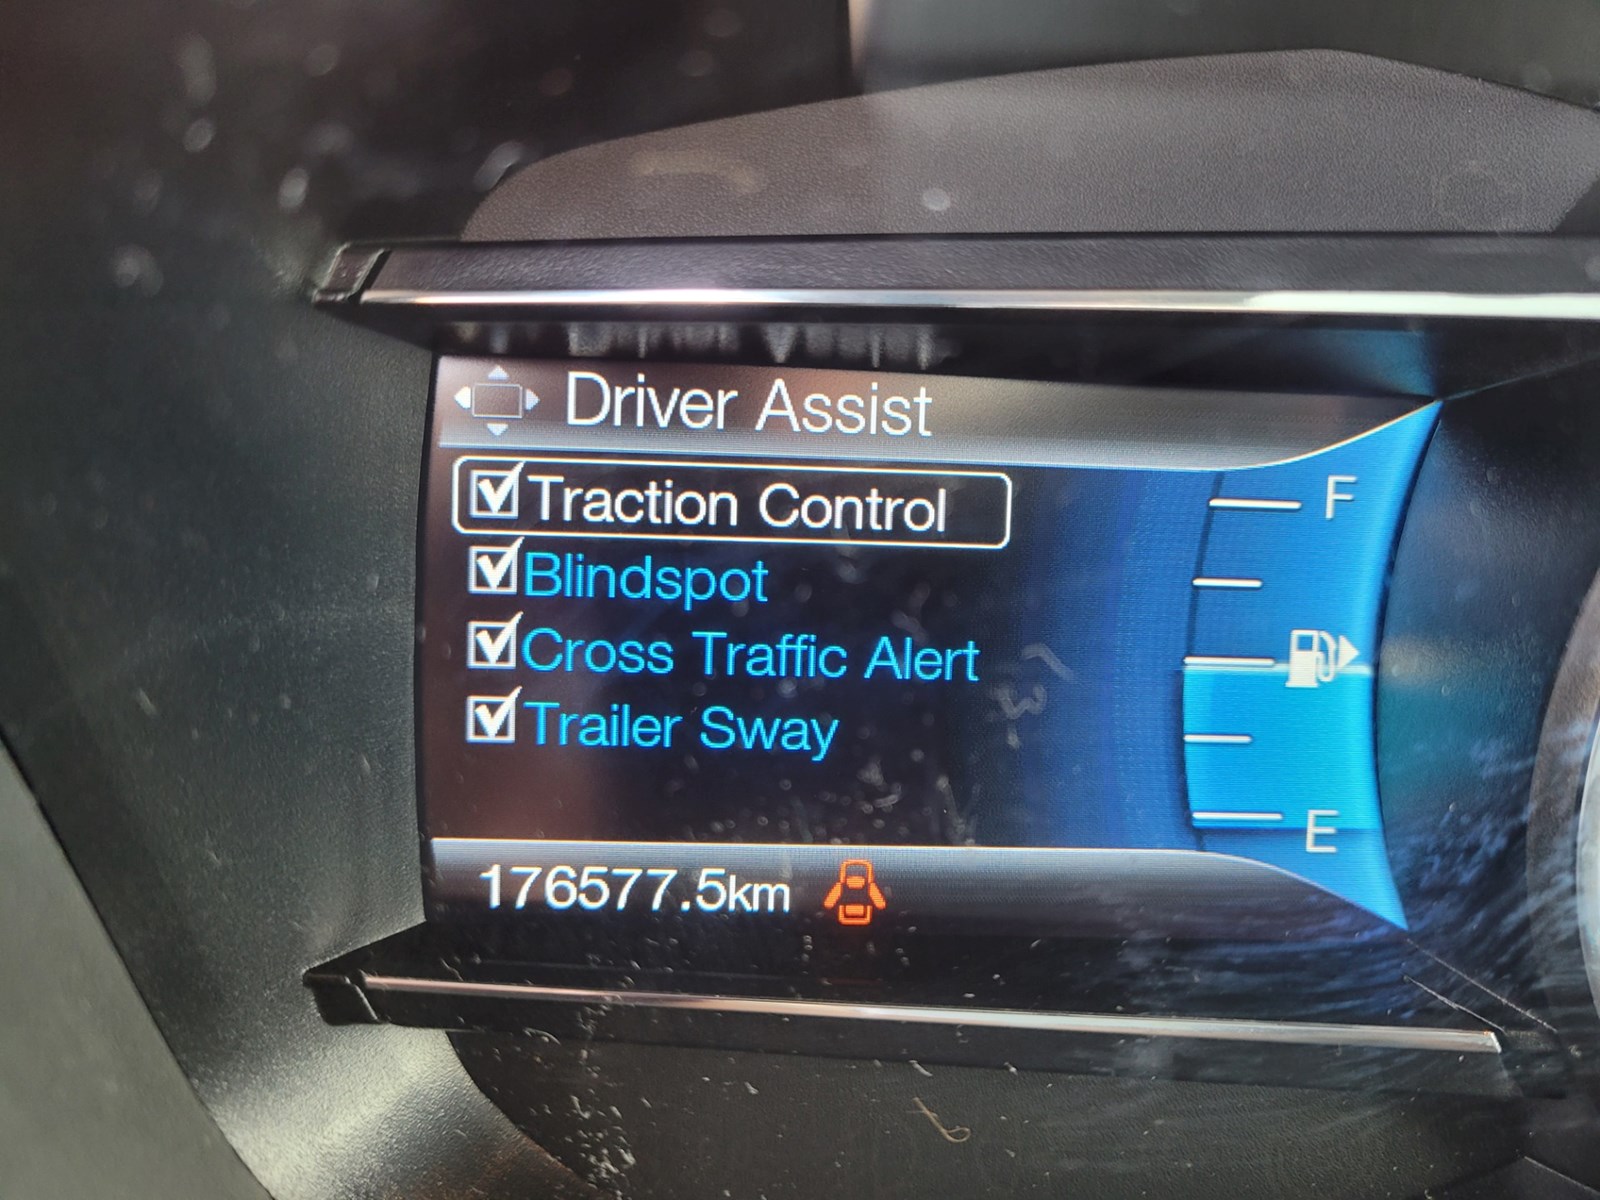 Driver Assist
Traction Control
Blindspot
Cross Traffic Alert
Trailer Sway
F
E
176577.5km